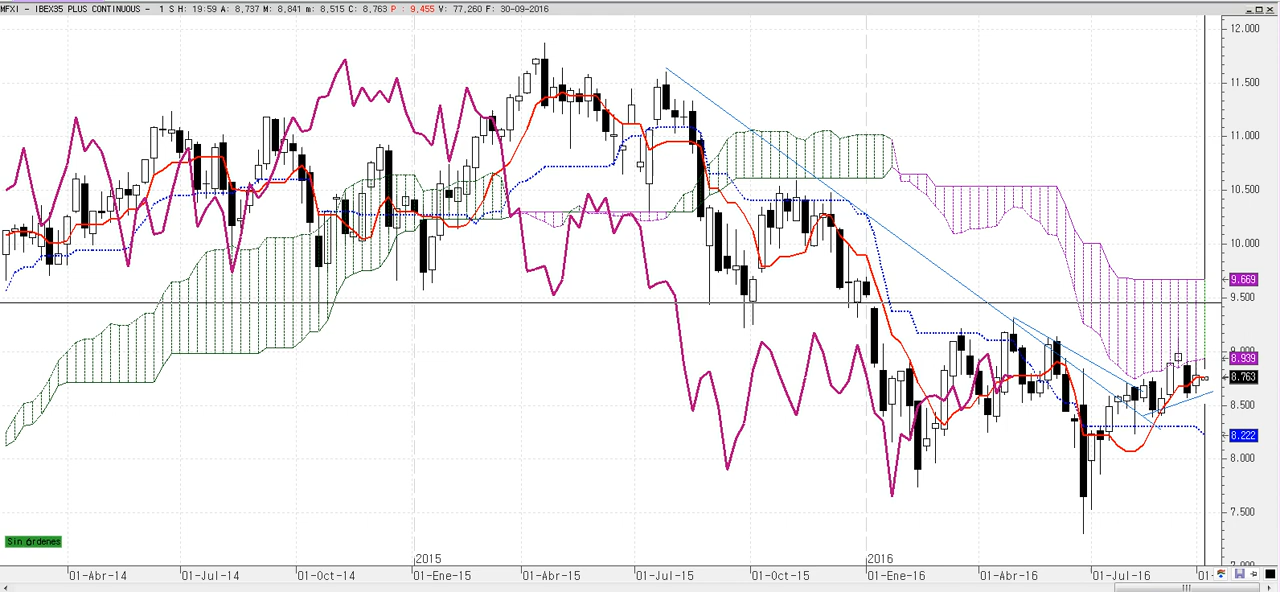 MFXI - IBEX35 PLUS CONTINUOUS - 1 S H: 19:59 A: 8,737 M: 8,841 m: 8,515 C: 8,763 P : 9,455 V: 77,260 F: 30-09-2016
12.000
11.500
11.000
10.500
10.000
9.669
9.500
8.939
8.763
8.500
8.222
8.000
7.500
Sin órdenes
2015
2016
01-Abr-14
01-Jul-14
01-Oct-14
01-Ene-15
01-Abr-15
01-Jul-15
01-Oct-15
01-Ene-16
01-Abr-16
01-Jul-16
01-